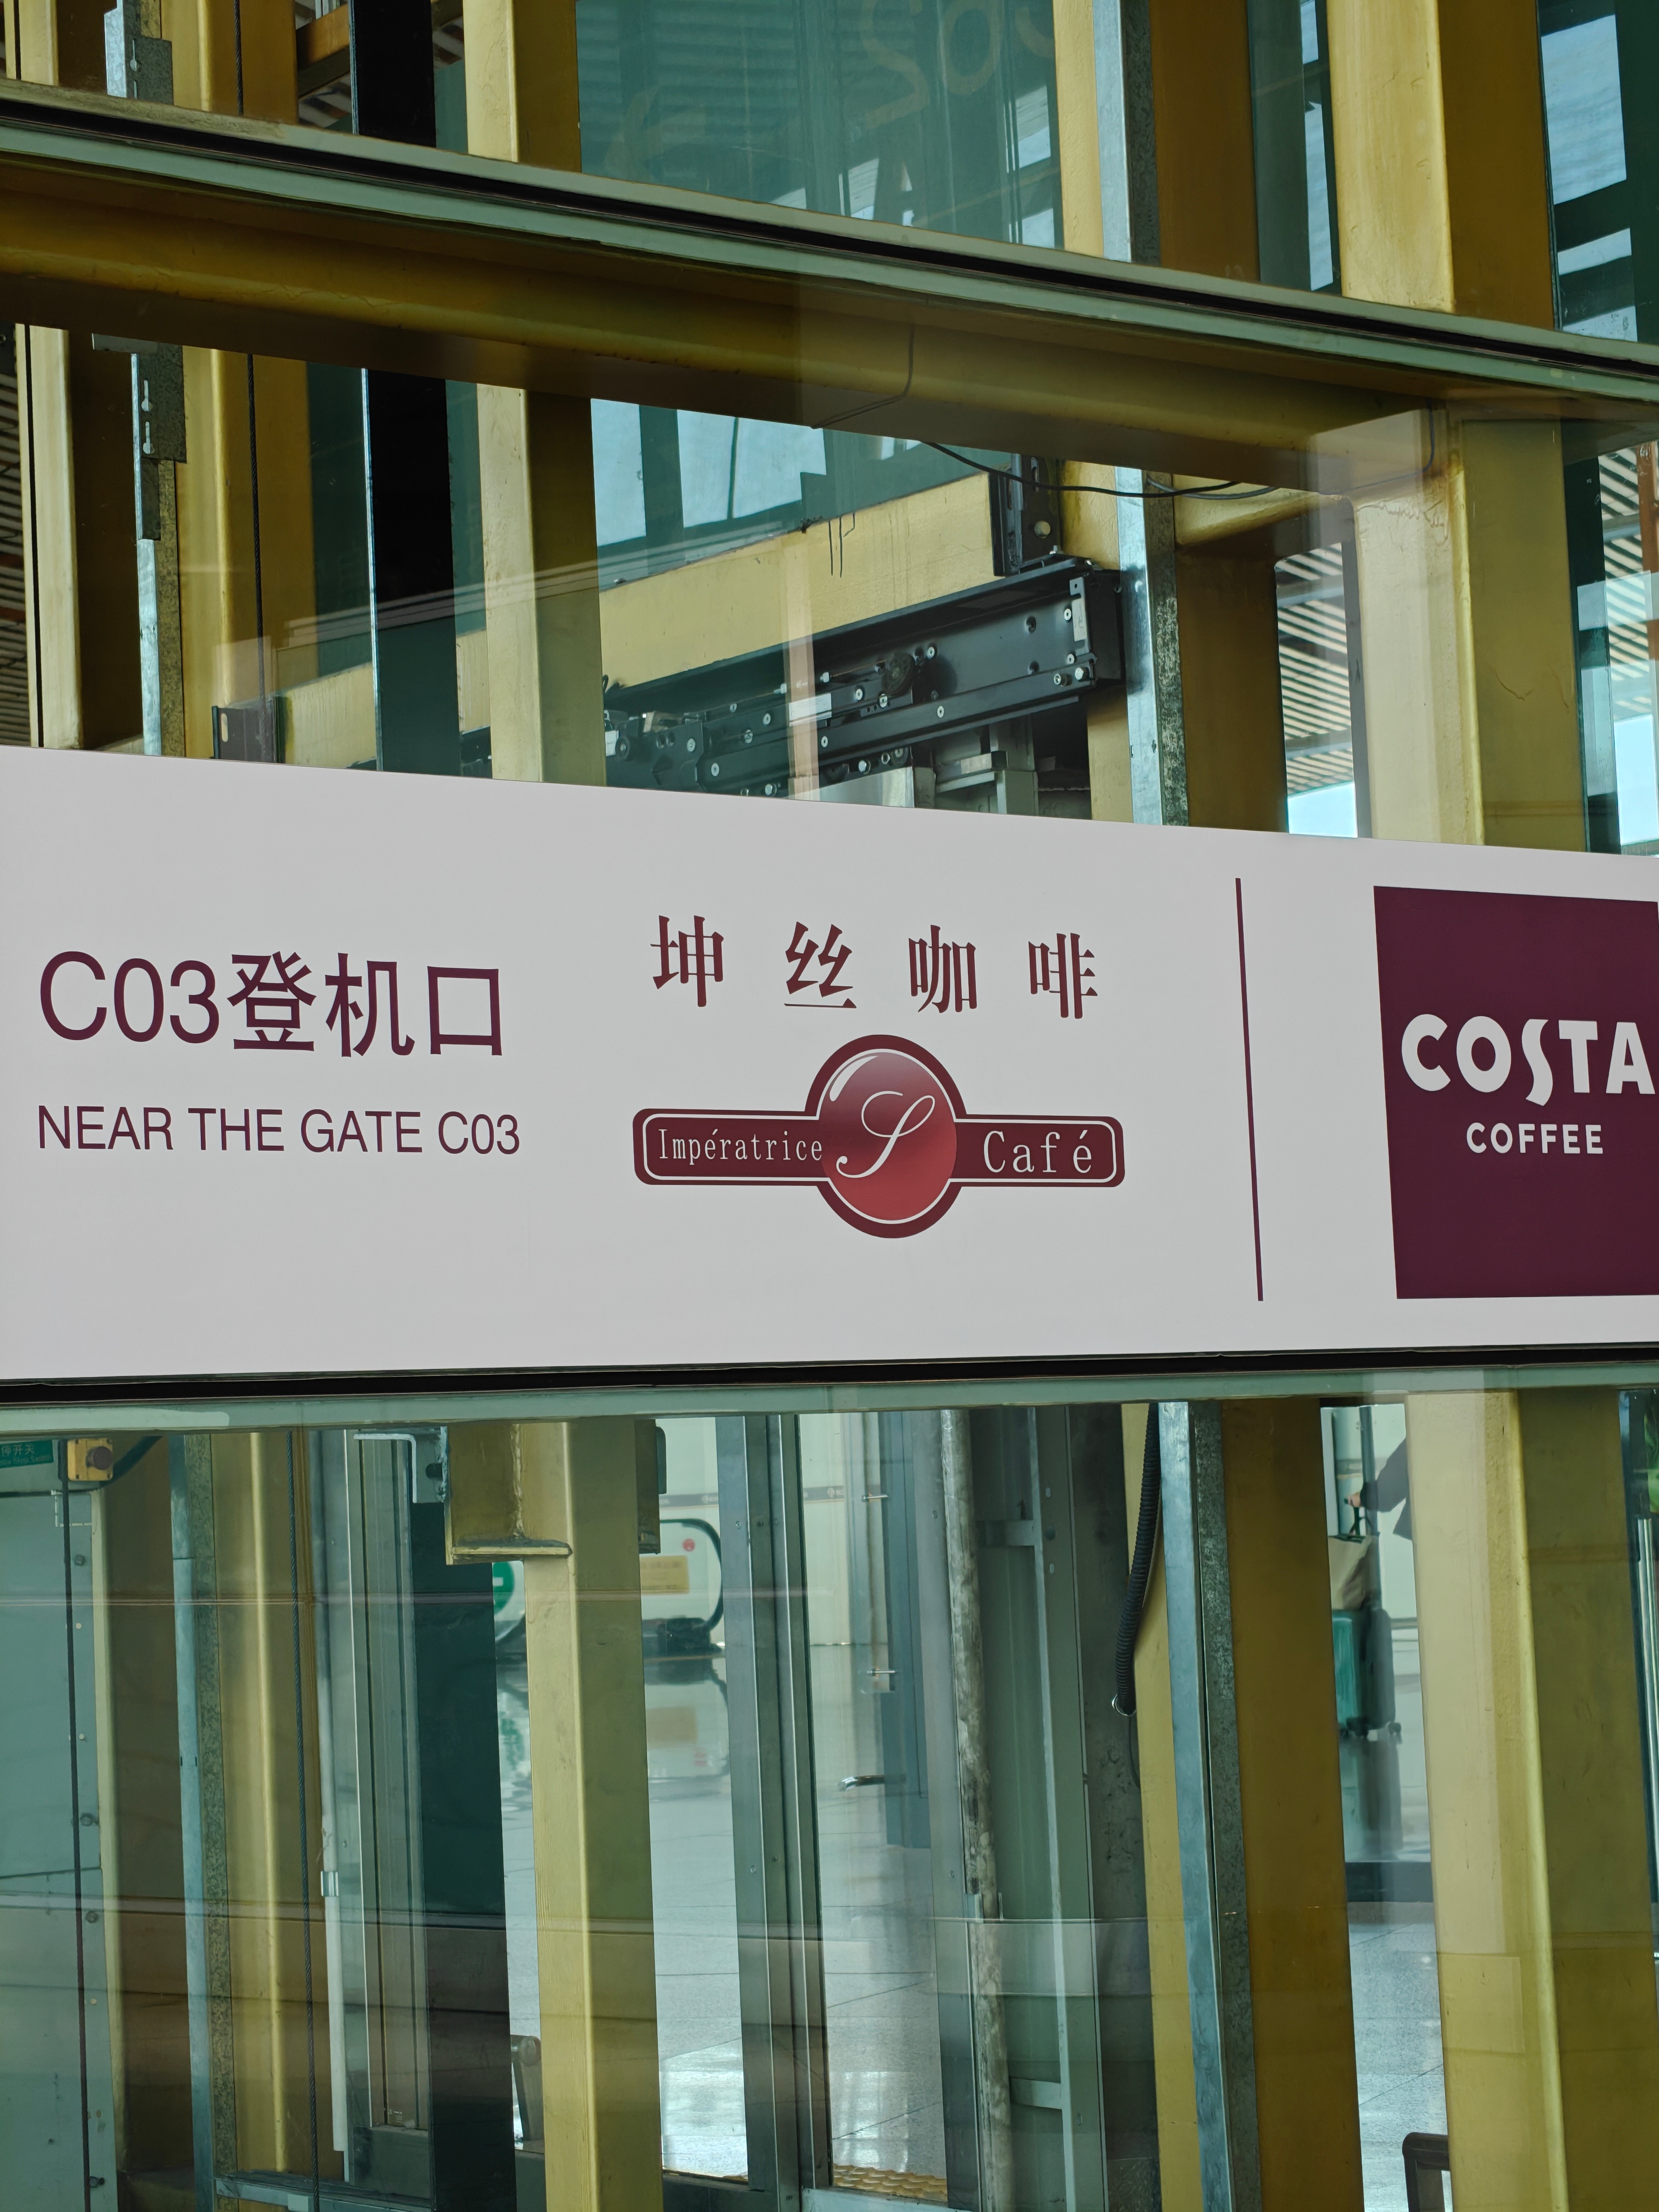 C03登机口
NEAR THE GATE C03
坤丝咖啡
Impératrice S Café
COSTA
COFFEE